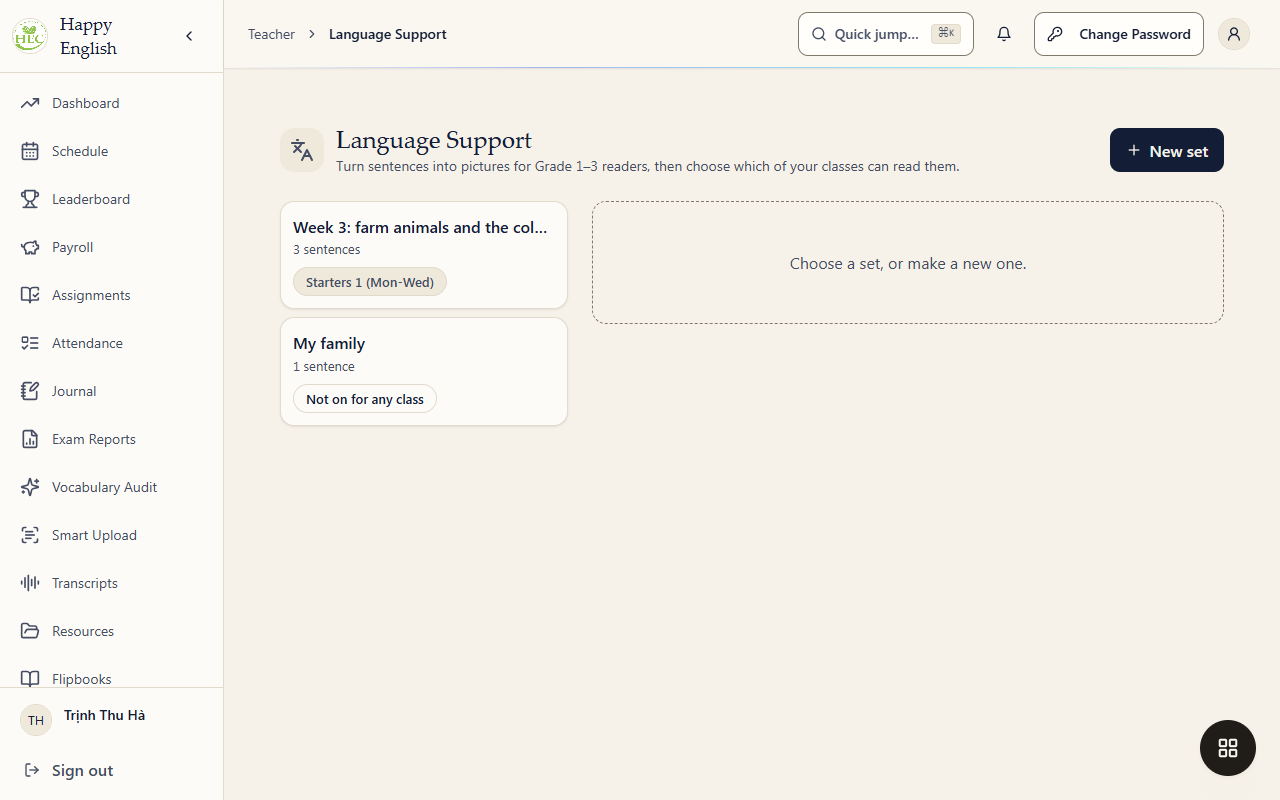 HEC
Happy
English
Teacher
Language Support
Quick jump...
⌘K
Change Password
Dashboard
Schedule
Leaderboard
Payroll
Assignments
Attendance
Journal
Exam Reports
Vocabulary Audit
Smart Upload
Transcripts
Resources
Flipbooks
TH
Trịnh Thu Hà
Sign out
Language Support
Turn sentences into pictures for Grade 1–3 readers, then choose which of your classes can read them.
New set
Week 3: farm animals and the col...
3 sentences
Starters 1 (Mon-Wed)
My family
1 sentence
Not on for any class
Choose a set, or make a new one.